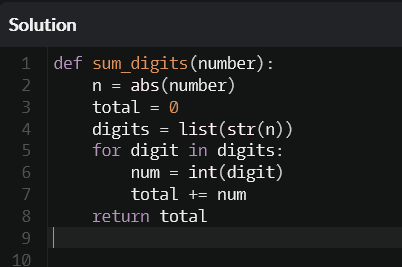 Solution
1 def sum_digits(number):
2     n = abs(number)
3     total = 0
4     digits = list(str(n))
5     for digit in digits:
6         num = int(digit)
7         total += num
8     return total
9
10